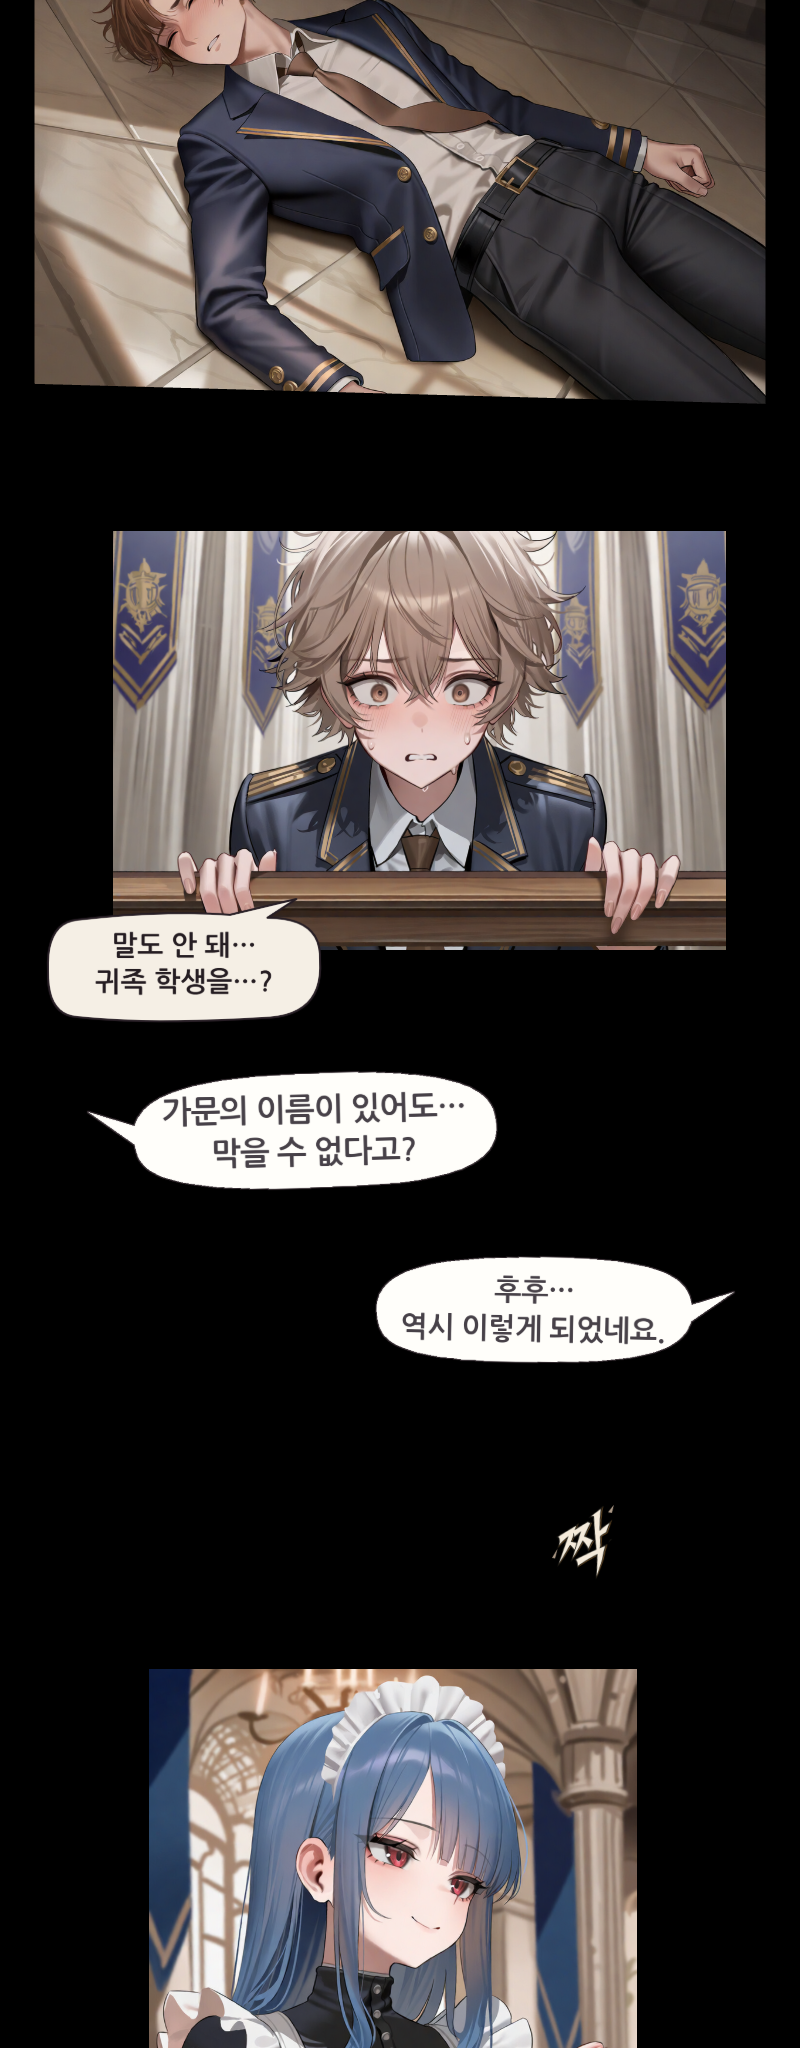 말도 안 돼…
귀족 학생을…?
가문의 이름이 있어도…
막을 수 없다고?
후후…
역시 이렇게 되었네요.
짝